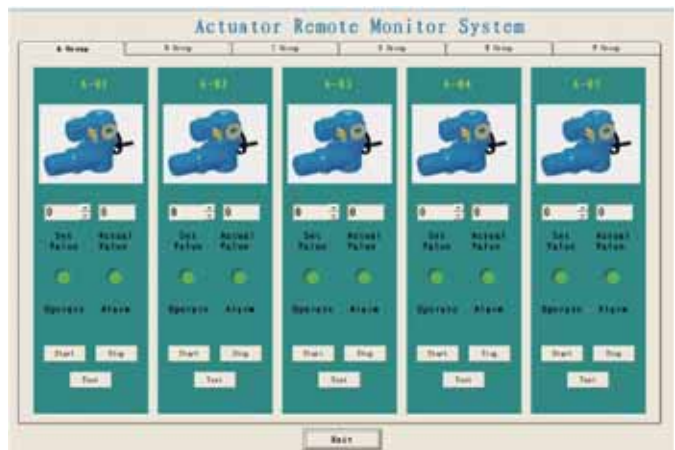 Actuator Remote Monitor System
A Group B Group C Group D Group E Group F Group
A-01 A-02 A-03 A-04 A-05
0 0 0 0 0 0 0 0 0 0
Set Actual Set Actual Set Actual Set Actual Set Actual
Value Value Value Value Value Value Value Value Value Value
Operate Alarm Operate Alarm Operate Alarm Operate Alarm Operate Alarm
Start Stop Start Stop Start Stop Start Stop Start Stop
Test Test Test Test Test